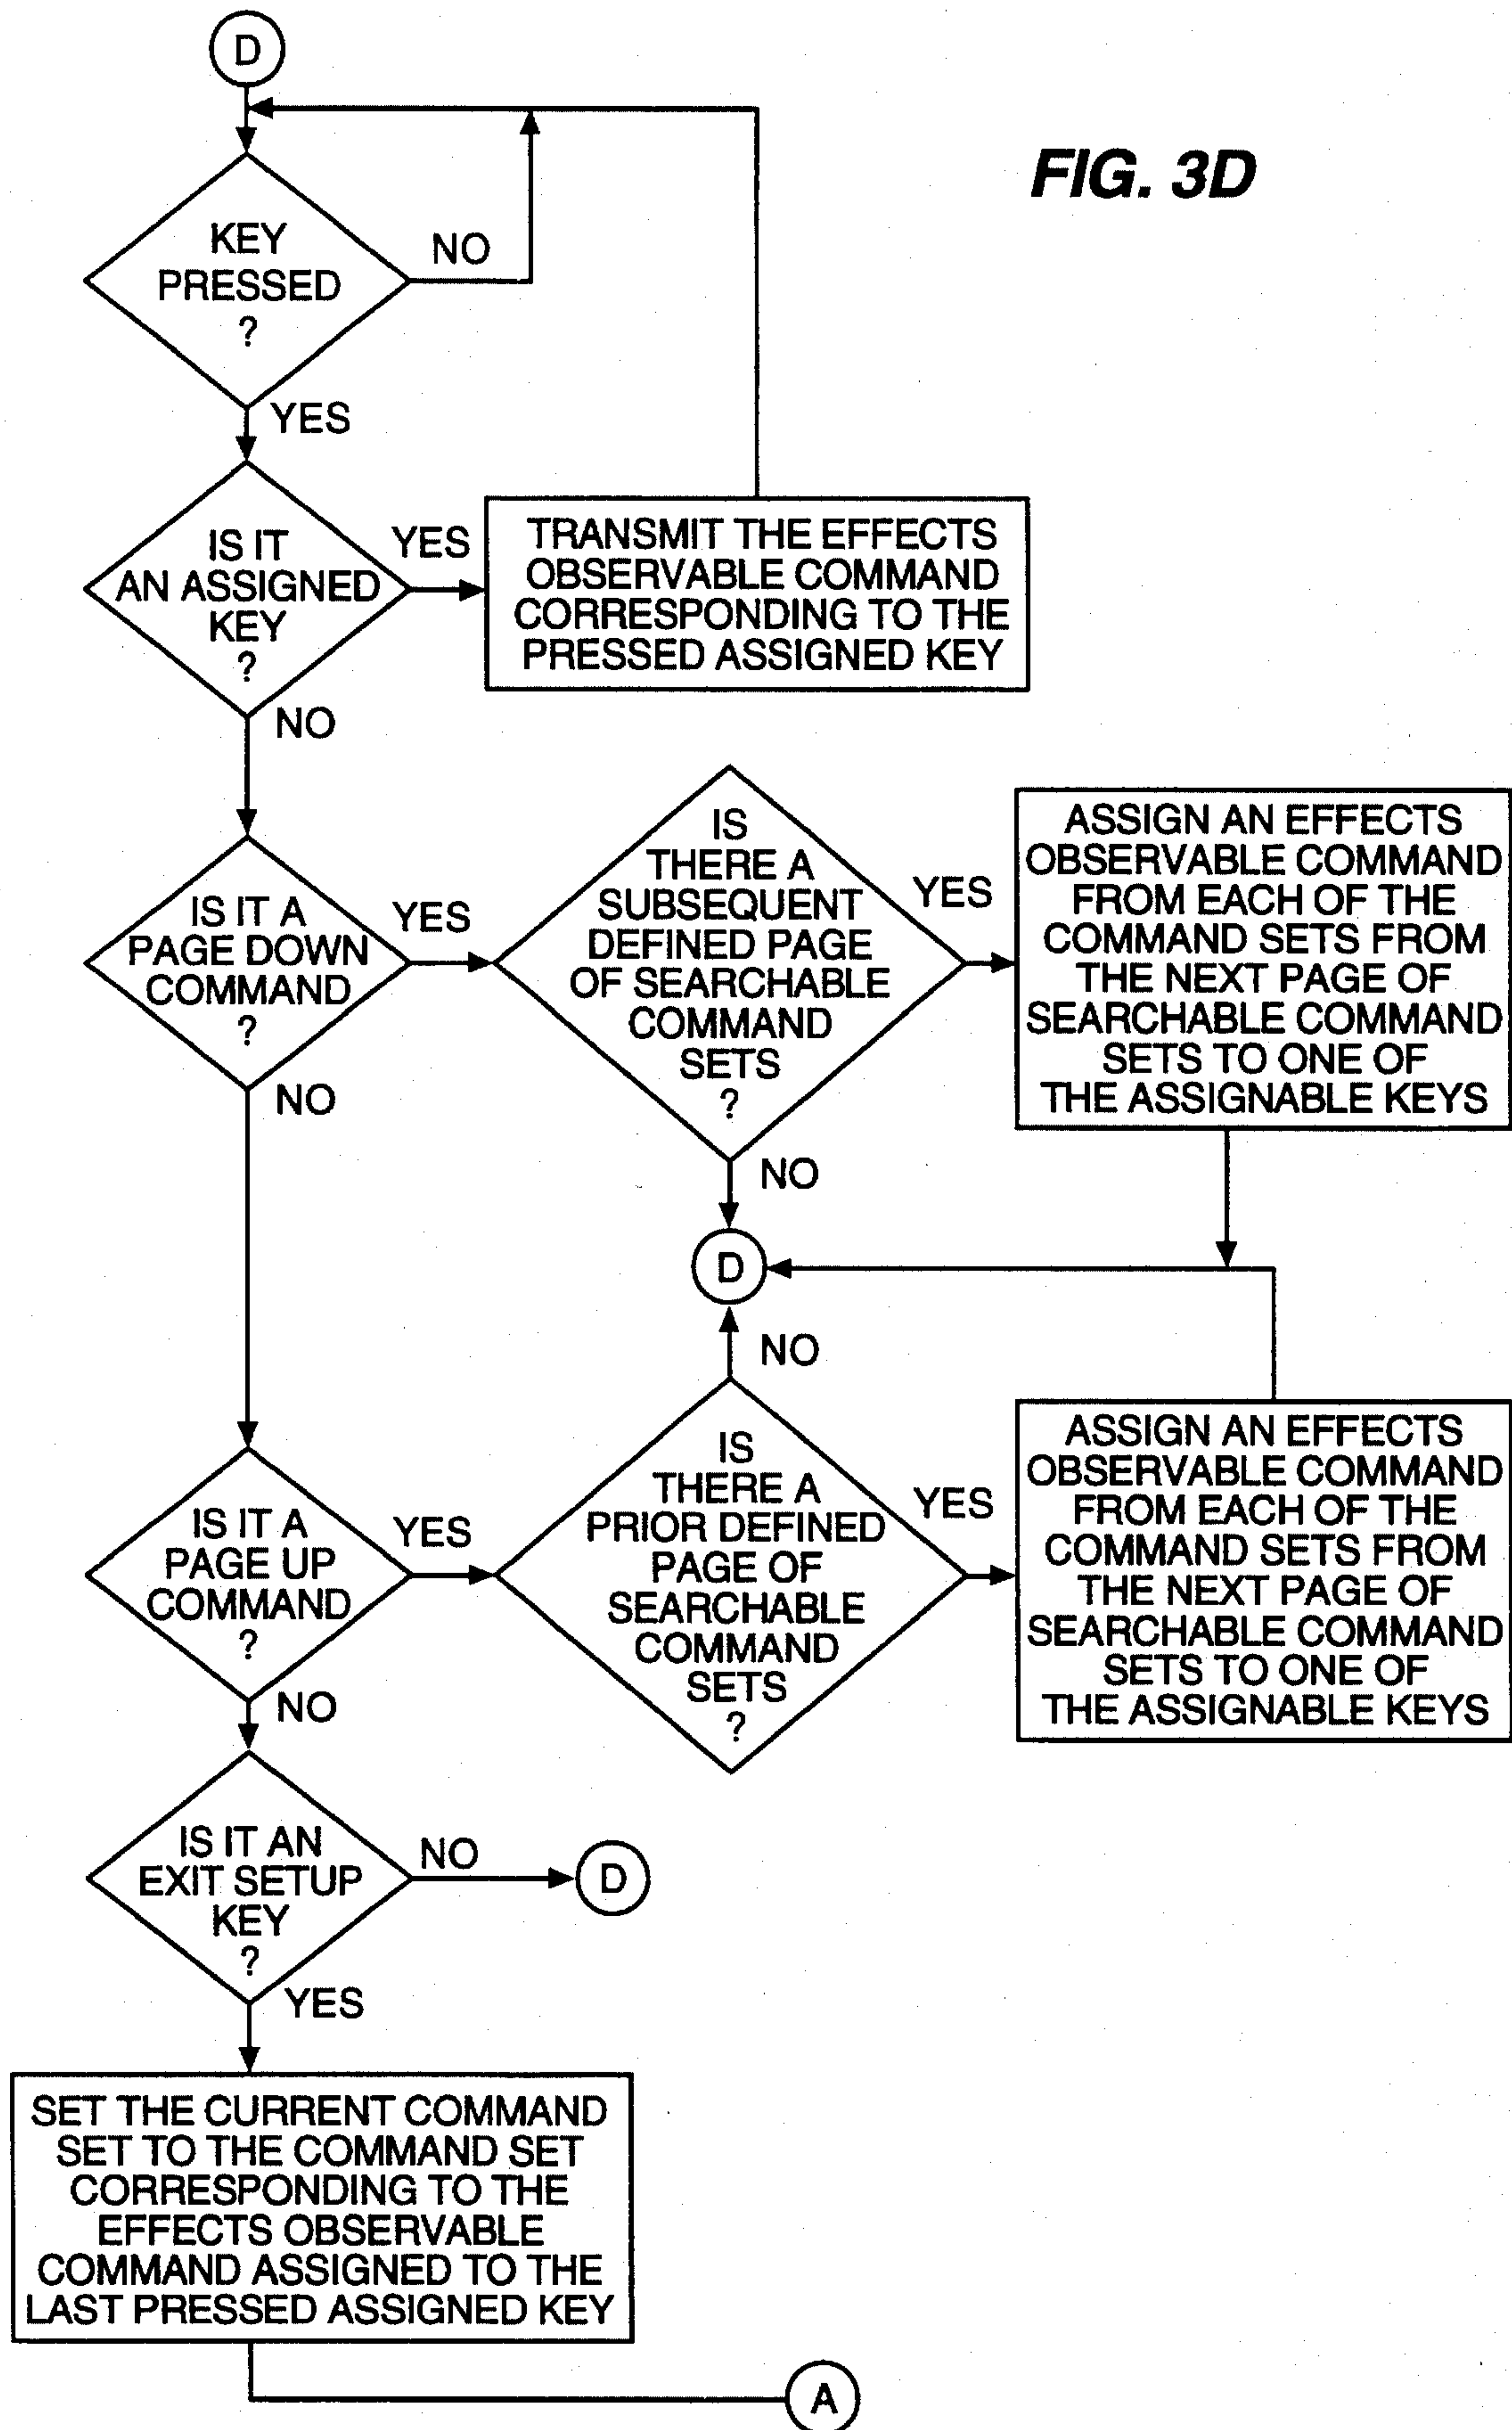 D
FIG. 3D
KEY
PRESSED
?
NO
YES
IS IT
AN ASSIGNED
KEY
?
YES
NO
TRANSMIT THE EFFECTS
OBSERVABLE COMMAND
CORRESPONDING TO THE
PRESSED ASSIGNED KEY
IS IT A
PAGE DOWN
COMMAND
?
YES
NO
IS
THERE A
SUBSEQUENT
DEFINED PAGE
OF SEARCHABLE
COMMAND
SETS
?
YES
NO
ASSIGN AN EFFECTS
OBSERVABLE COMMAND
FROM EACH OF THE
COMMAND SETS FROM
THE NEXT PAGE OF
SEARCHABLE COMMAND
SETS TO ONE OF
THE ASSIGNABLE KEYS
D
IS IT A
PAGE UP
COMMAND
?
YES
NO
NO
IS
THERE A
PRIOR DEFINED
PAGE OF
SEARCHABLE
COMMAND
SETS
?
YES
ASSIGN AN EFFECTS
OBSERVABLE COMMAND
FROM EACH OF THE
COMMAND SETS FROM
THE NEXT PAGE OF
SEARCHABLE COMMAND
SETS TO ONE OF
THE ASSIGNABLE KEYS
IS IT AN
EXIT SETUP
KEY
?
NO
D
YES
SET THE CURRENT COMMAND
SET TO THE COMMAND SET
CORRESPONDING TO THE
EFFECTS OBSERVABLE
COMMAND ASSIGNED TO THE
LAST PRESSED ASSIGNED KEY
A